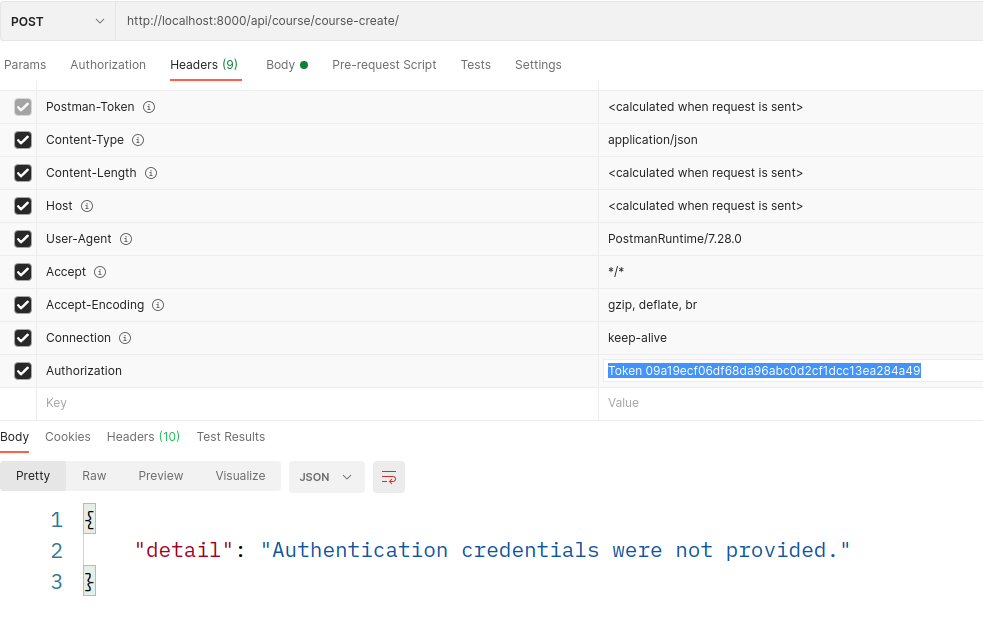 POST http://localhost:8000/api/course/course-create/
Params Authorization Headers (9) Body Pre-request Script Tests Settings
Postman-Token <calculated when request is sent>
Content-Type application/json
Content-Length <calculated when request is sent>
Host <calculated when request is sent>
User-Agent PostmanRuntime/7.28.0
Accept */*
Accept-Encoding gzip, deflate, br
Connection keep-alive
Authorization Token 09a19ecf06df68da96abc0d2cf1dcc13ea284a49
Key Value
Body Cookies Headers (10) Test Results
Pretty Raw Preview Visualize JSON
1 {
2 "detail": "Authentication credentials were not provided."
3 }